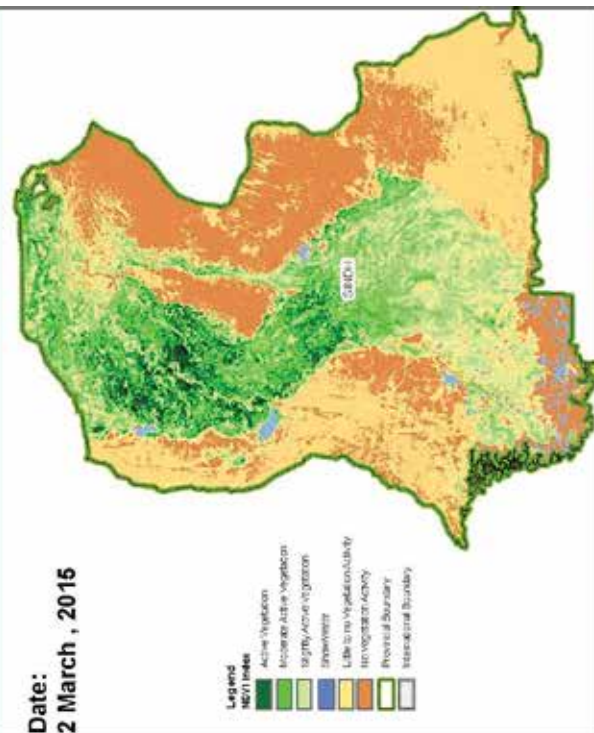 Date:
2 March , 2015
Legend
NDVI Index
Active Vegetation
Moderate Active Vegetation
Slightly Active Vegetation
Snow/Water
Little to no Vegetation Activity
No Vegetation Activity
Provincial Boundary
International Boundary
SINDH